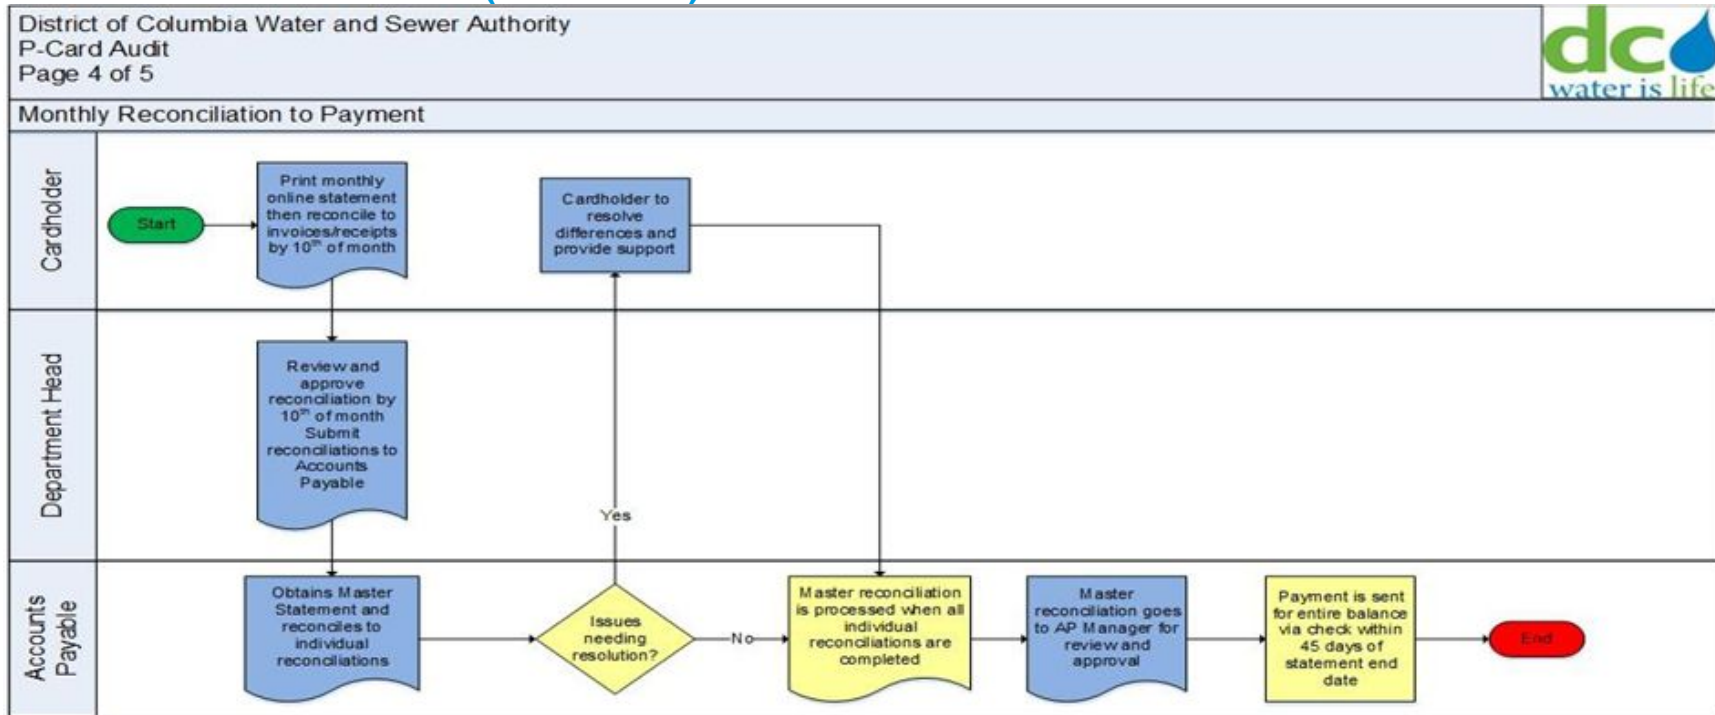 District of Columbia Water and Sewer Authority
P-Card Audit
Page 4 of 5
dc
water is life
Monthly Reconciliation to Payment
Cardholder
Start
Print monthly
online statement
then reconcile to
invoices/receipts
by 10th of month
Cardholder to
resolve
differences and
provide support
Department Head
Review and
approve
reconciliation by
10th of month
Submit
reconciliations to
Accounts
Payable
Yes
Accounts
Payable
Obtains Master
Statement and
reconciles to
individual
reconciliations
Issues
needing
resolution?
No
Master reconciliation
is processed when all
individual
reconciliations are
completed
Master
reconciliation goes
to AP Manager for
review and
approval
Payment is sent
for entire balance
via check within
45 days of
statement end
date
End